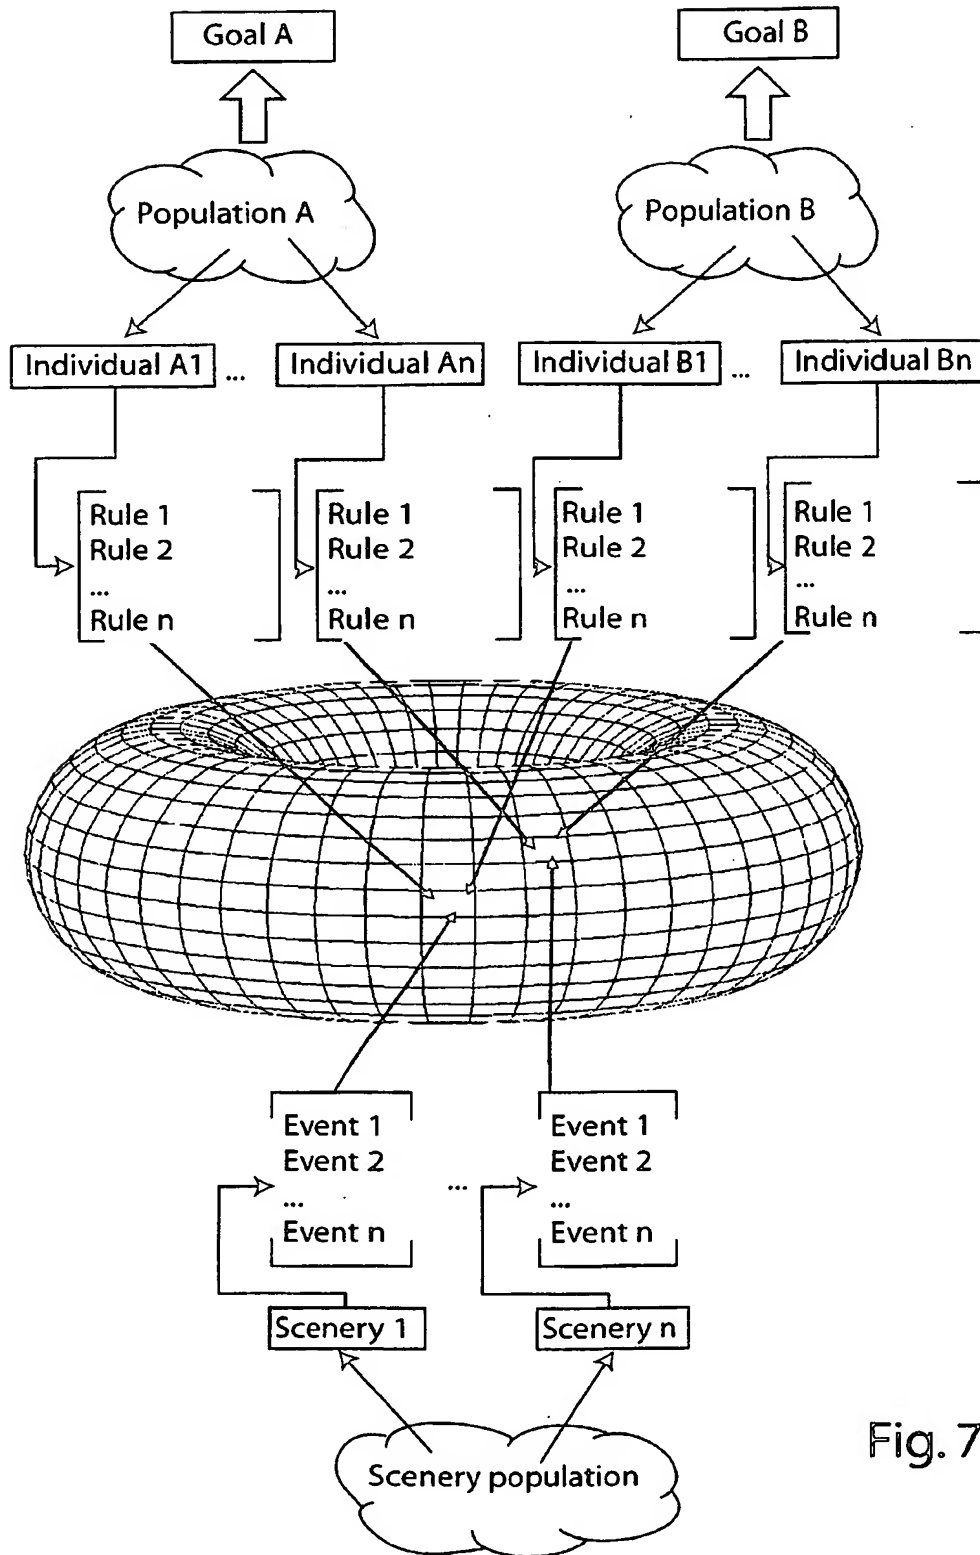 Goal A
Goal B
Population A
Population B
Individual A1 ... Individual An
Individual B1 ... Individual Bn
Rule 1
Rule 2
...
Rule n
Rule 1
Rule 2
...
Rule n
Rule 1
Rule 2
...
Rule n
Rule 1
Rule 2
...
Rule n
Event 1
Event 2
...
Event n
...
Event 1
Event 2
...
Event n
Scenery 1
Scenery n
Scenery population
Fig. 7